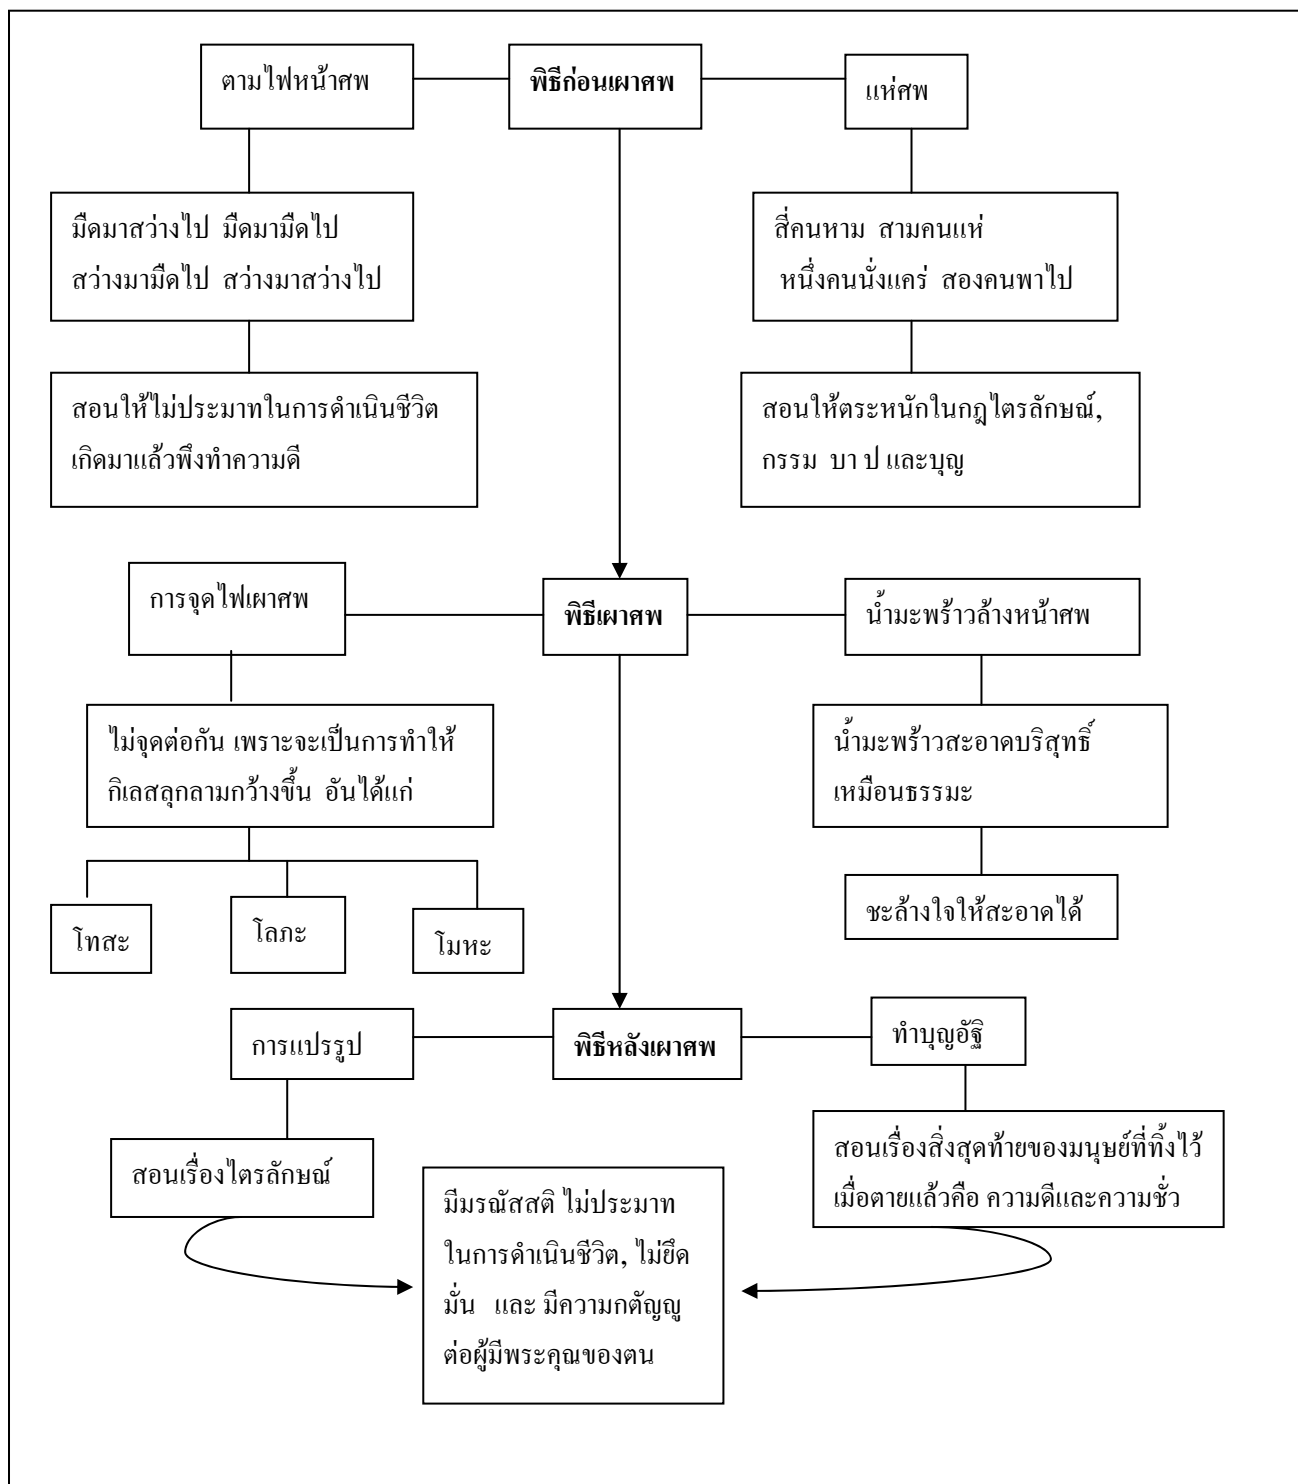 ตามไฟหน้าศพ
พิธีก่อนเผาศพ
แห่ศพ
มืดมาสว่างไป มืดมามืดไป
สว่างมามืดไป สว่างมาสว่างไป
สี่คนหาม สามคนแห่
หนึ่งคนนั่งแคร่ สองคนพาไป
สอนให้ไม่ประมาทในการดำเนินชีวิต
เกิดมาแล้วพึงทำความดี
สอนให้ตระหนักในกฎไตรลักษณ์,
กรรม บา ป และบุญ
การจุดไฟเผาศพ
พิธีเผาศพ
น้ำมะพร้าวล้างหน้าศพ
ไม่จุดต่อกัน เพราะจะเป็นการทำให้
กิเลสลุกลามกว้างขึ้น อันได้แก่
น้ำมะพร้าวสะอาดบริสุทธิ์
เหมือนธรรมะ
โทสะ
โลภะ
โมหะ
ชะล้างใจให้สะอาดได้
การแปรรูป
พิธีหลังเผาศพ
ทำบุญอัฐิ
สอนเรื่องไตรลักษณ์
สอนเรื่องสิ่งสุดท้ายของมนุษย์ที่ทิ้งไว้
เมื่อตายแล้วคือ ความดีและความชั่ว
มีมรณัสสติ ไม่ประมาท
ในการดำเนินชีวิต, ไม่ยึด
มั่น และ มีความกตัญญู
ต่อผู้มีพระคุณของตน